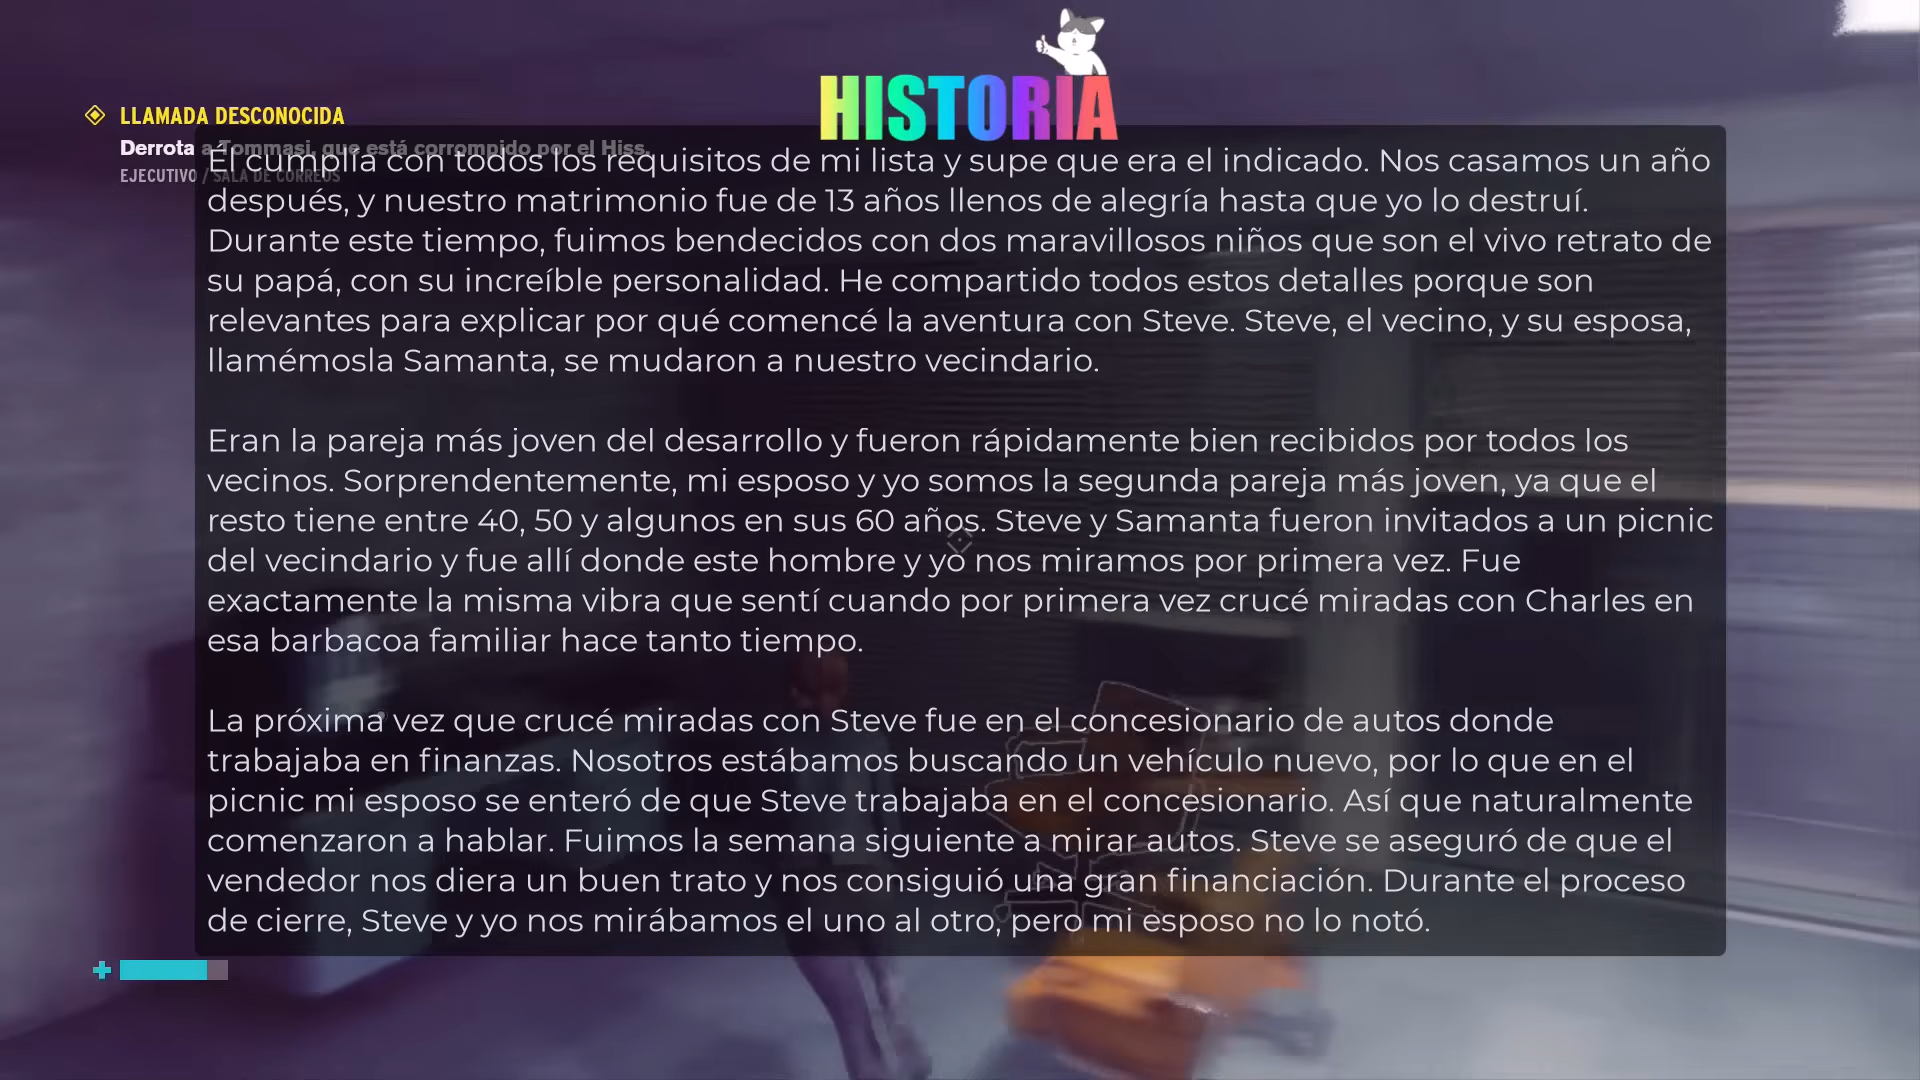 HISTORIA
LLAMADA DESCONOCIDA
Derrota a Tommasi, que está corrompido por el Hiss.
EJECUTIVO / SALA DE CORREOS
Él cumplía con todos los requisitos de mi lista y supe que era el indicado. Nos casamos un año
después, y nuestro matrimonio fue de 13 años llenos de alegría hasta que yo lo destruí.
Durante este tiempo, fuimos bendecidos con dos maravillosos niños que son el vivo retrato de
su papá, con su increíble personalidad. He compartido todos estos detalles porque son
relevantes para explicar por qué comencé la aventura con Steve. Steve, el vecino, y su esposa,
llamémosla Samanta, se mudaron a nuestro vecindario.
Eran la pareja más joven del desarrollo y fueron rápidamente bien recibidos por todos los
vecinos. Sorprendentemente, mi esposo y yo somos la segunda pareja más joven, ya que el
resto tiene entre 40, 50 y algunos en sus 60 años. Steve y Samanta fueron invitados a un picnic
del vecindario y fue allí donde este hombre y yo nos miramos por primera vez. Fue
exactamente la misma vibra que sentí cuando por primera vez crucé miradas con Charles en
esa barbacoa familiar hace tanto tiempo.
La próxima vez que crucé miradas con Steve fue en el concesionario de autos donde
trabajaba en finanzas. Nosotros estábamos buscando un vehículo nuevo, por lo que en el
picnic mi esposo se enteró de que Steve trabajaba en el concesionario. Así que naturalmente
comenzaron a hablar. Fuimos la semana siguiente a mirar autos. Steve se aseguró de que el
vendedor nos diera un buen trato y nos consiguió una gran financiación. Durante el proceso
de cierre, Steve y yo nos mirábamos el uno al otro, pero mi esposo no lo notó.